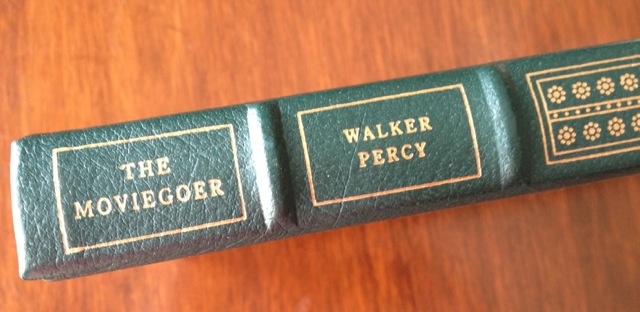 THE
MOVIEGOER
WALKER
PERCY